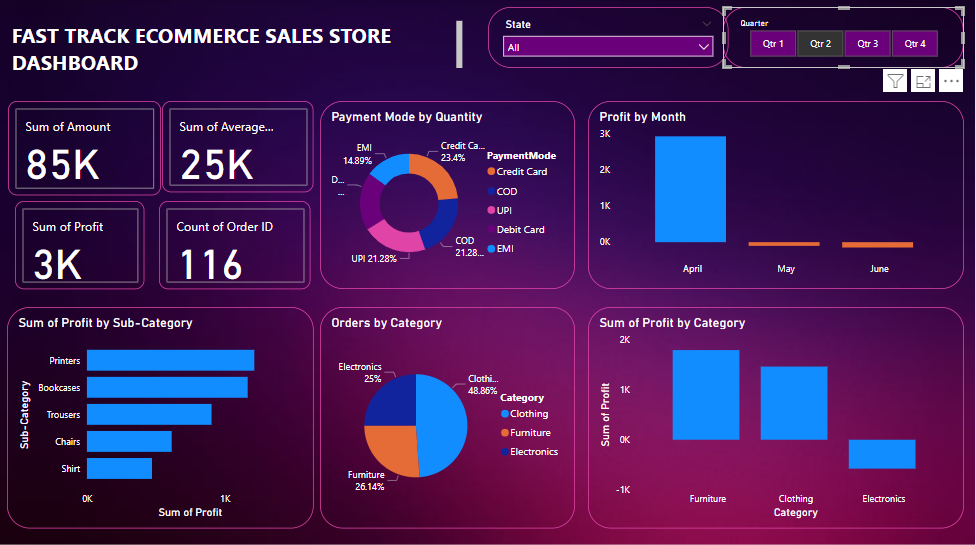 FAST TRACK ECOMMERCE SALES STORE
DASHBOARD
State
All
Quarter
Qtr 1
Qtr 2
Qtr 3
Qtr 4
Sum of Amount
85K
Sum of Average...
25K
Sum of Profit
3K
Count of Order ID
116
Payment Mode by Quantity
EMI
14.89%
Credit Ca...
23.4%
D...
...
COD
21.28...
UPI 21.28%
PaymentMode
Credit Card
COD
UPI
Debit Card
EMI
Profit by Month
3K
2K
1K
0K
April
May
June
Sum of Profit by Sub-Category
Sub-Category
Printers
Bookcases
Trousers
Chairs
Shirt
0K
1K
Sum of Profit
Orders by Category
Electronics
25%
Clothi...
48.86%
Furniture
26.14%
Category
Clothing
Furniture
Electronics
Sum of Profit by Category
Sum of Profit
2K
1K
0K
-1K
Furniture
Clothing
Electronics
Category